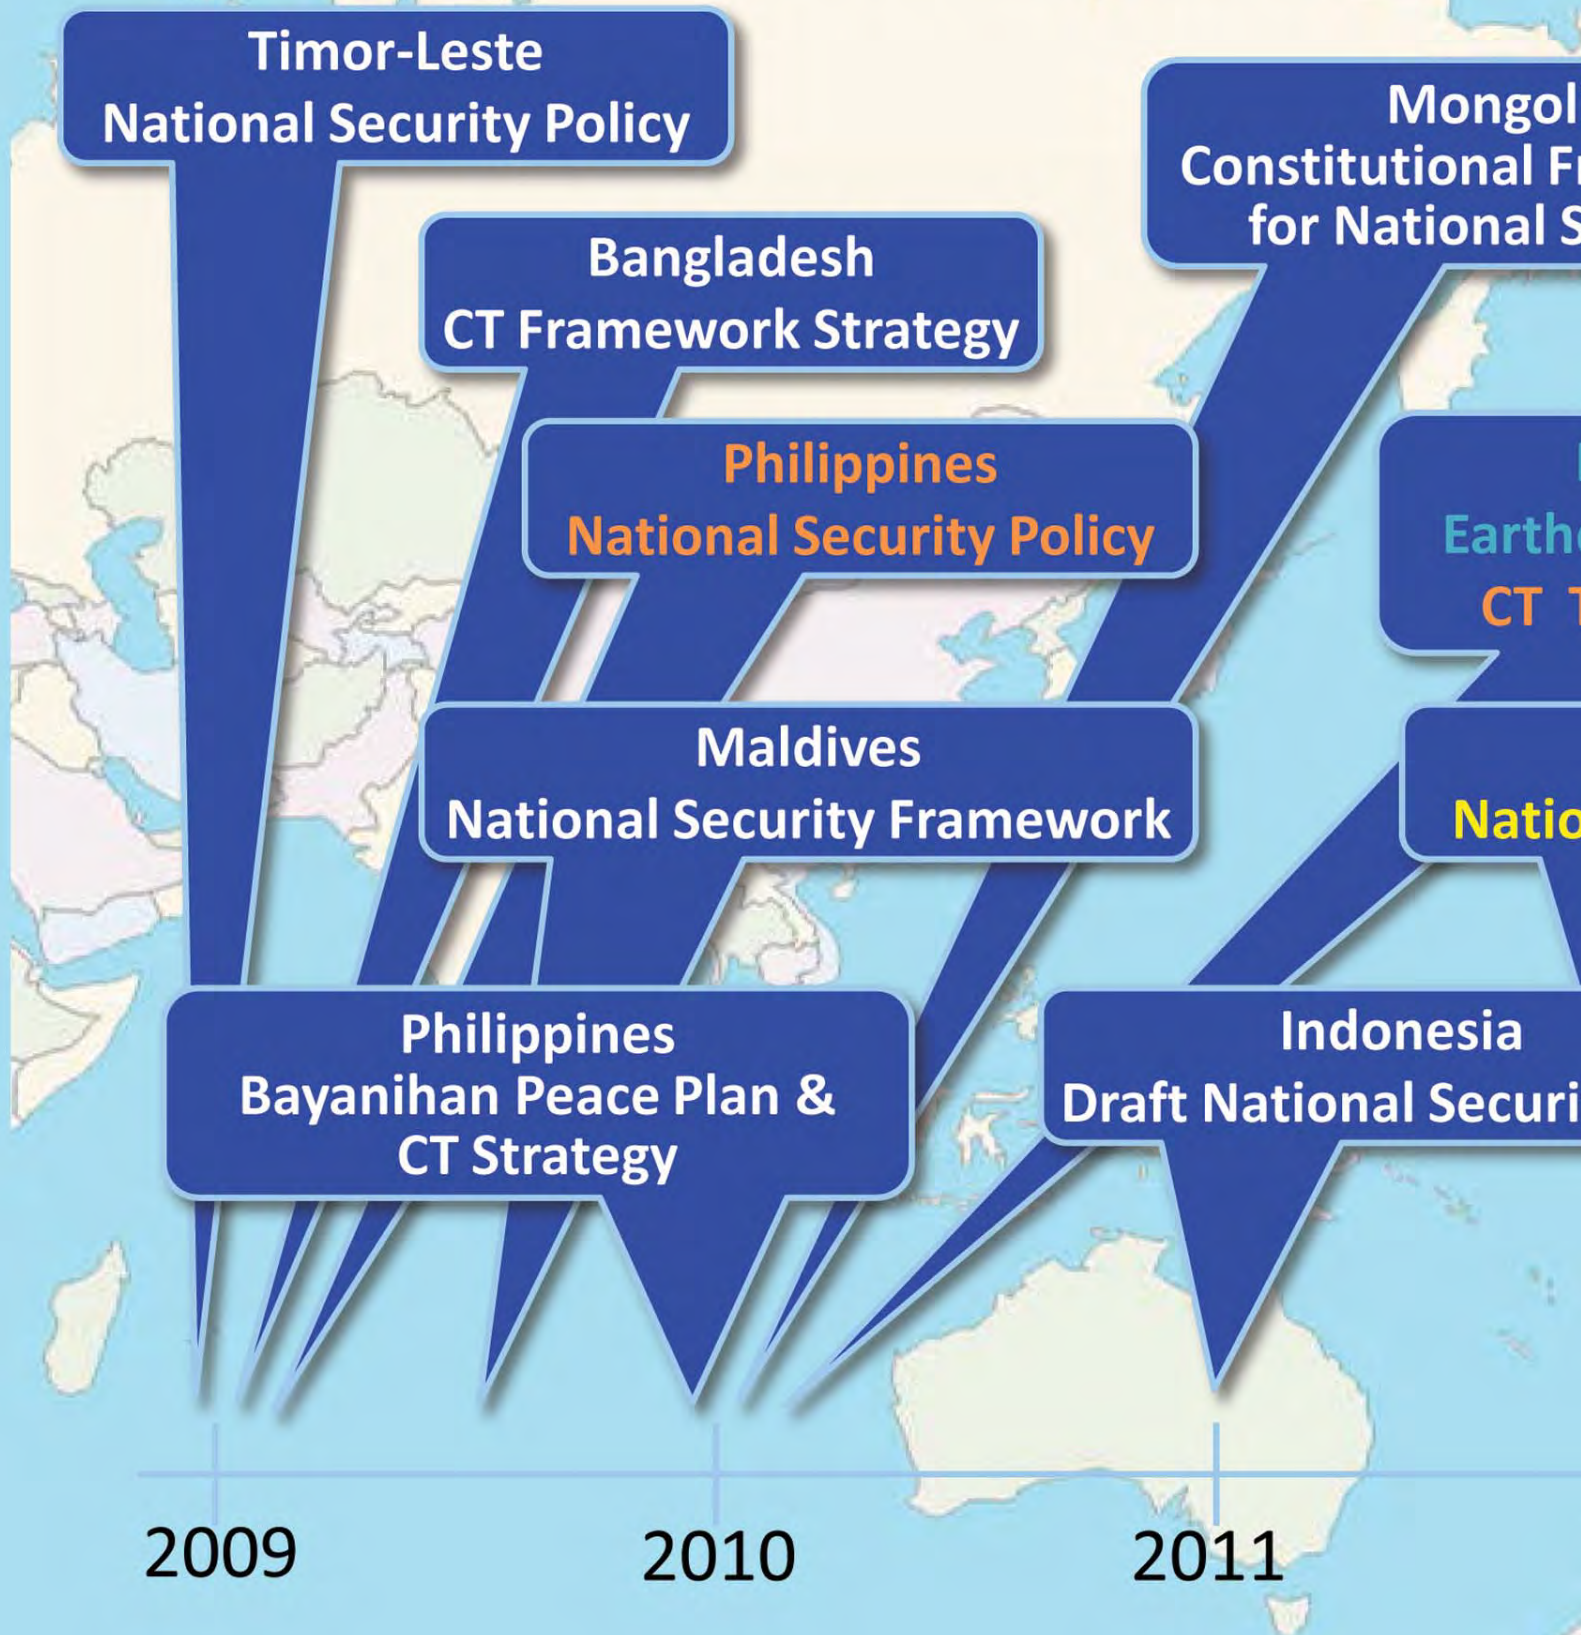 Timor-Leste
National Security Policy
Bangladesh
CT Framework Strategy
Philippines
National Security Policy
Maldives
National Security Framework
Philippines
Bayanihan Peace Plan &
CT Strategy
Mongol
Constitutional Fr
for National S
Earth
CT T
Natio
Indonesia
Draft National Securi
2009
2010
2011